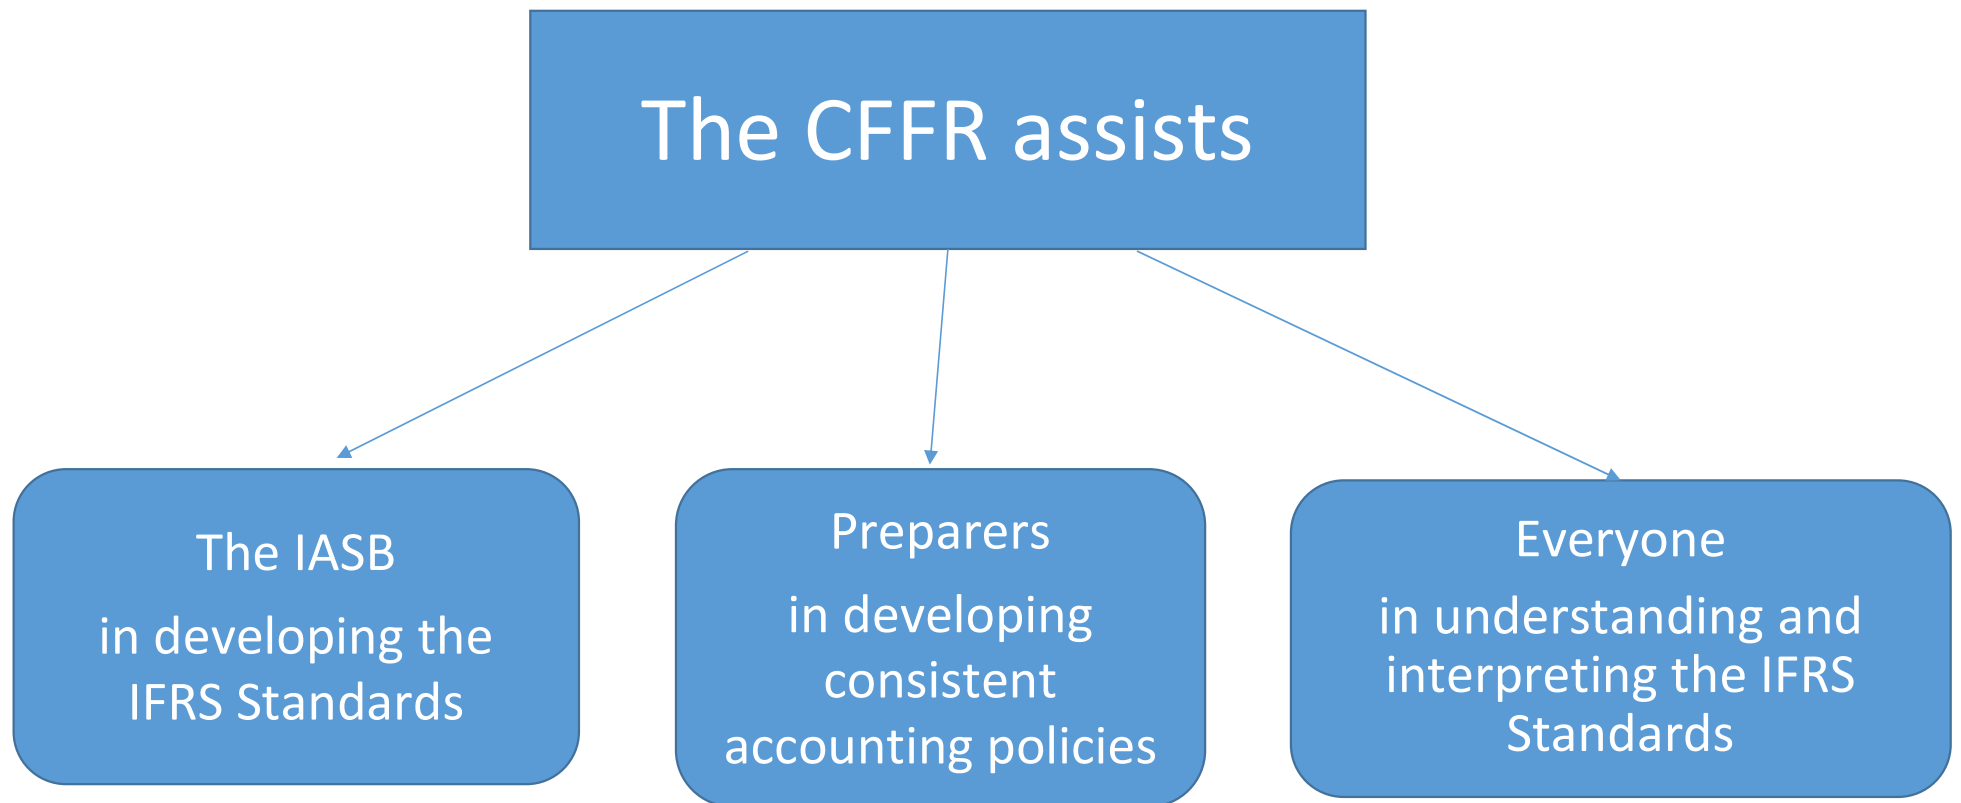 The CFFR assists
The IASB
in developing the
IFRS Standards
Preparers
in developing
consistent
accounting policies
Everyone
in understanding and
interpreting the IFRS
Standards